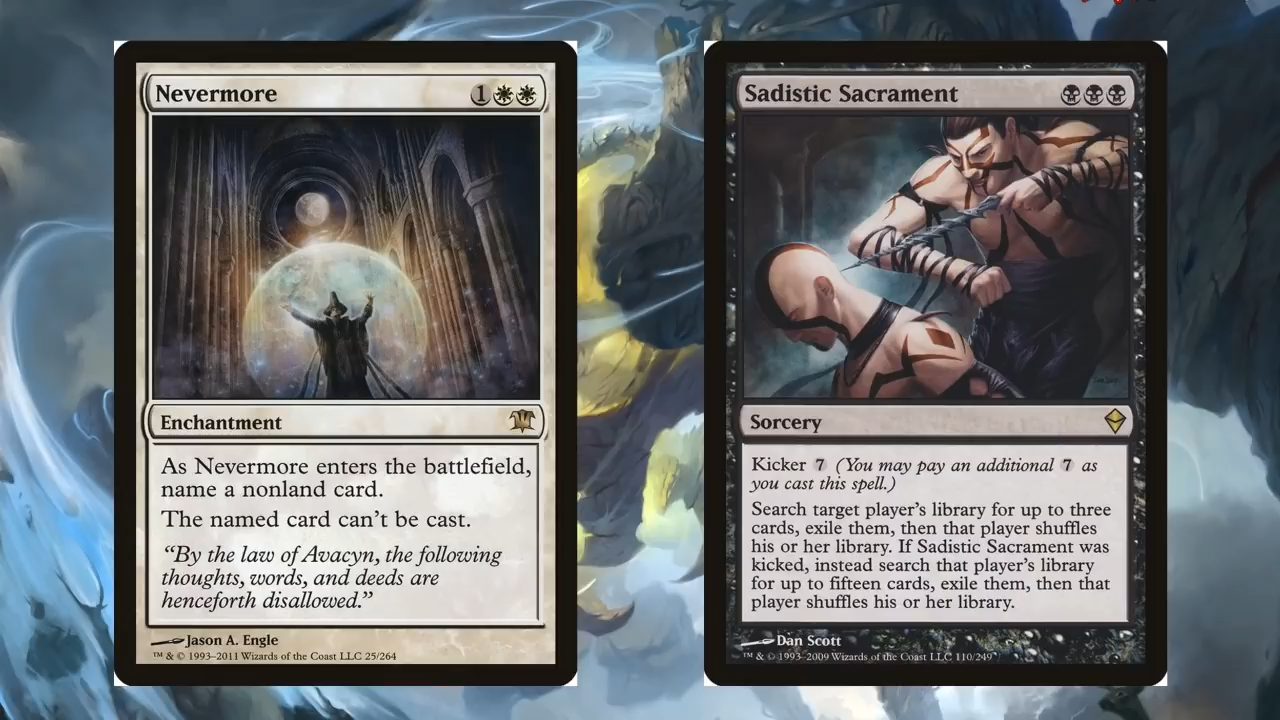 Nevermore 1
Enchantment
As Nevermore enters the battlefield,
name a nonland card.
The named card can't be cast.
“By the law of Avacyn, the following
thoughts, words, and deeds are
henceforth disallowed.”
Jason A. Engle
™ & © 1993–2011 Wizards of the Coast LLC 25/264
Sadistic Sacrament
Sorcery
Kicker 7 (You may pay an additional 7 as
you cast this spell.)
Search target player's library for up to three
cards, exile them, then that player shuffles
his or her library. If Sadistic Sacrament was
kicked, instead search that player's library
for up to fifteen cards, exile them, then that
player shuffles his or her library.
Dan Scott
™ & © 1993–2009 Wizards of the Coast LLC 110/249